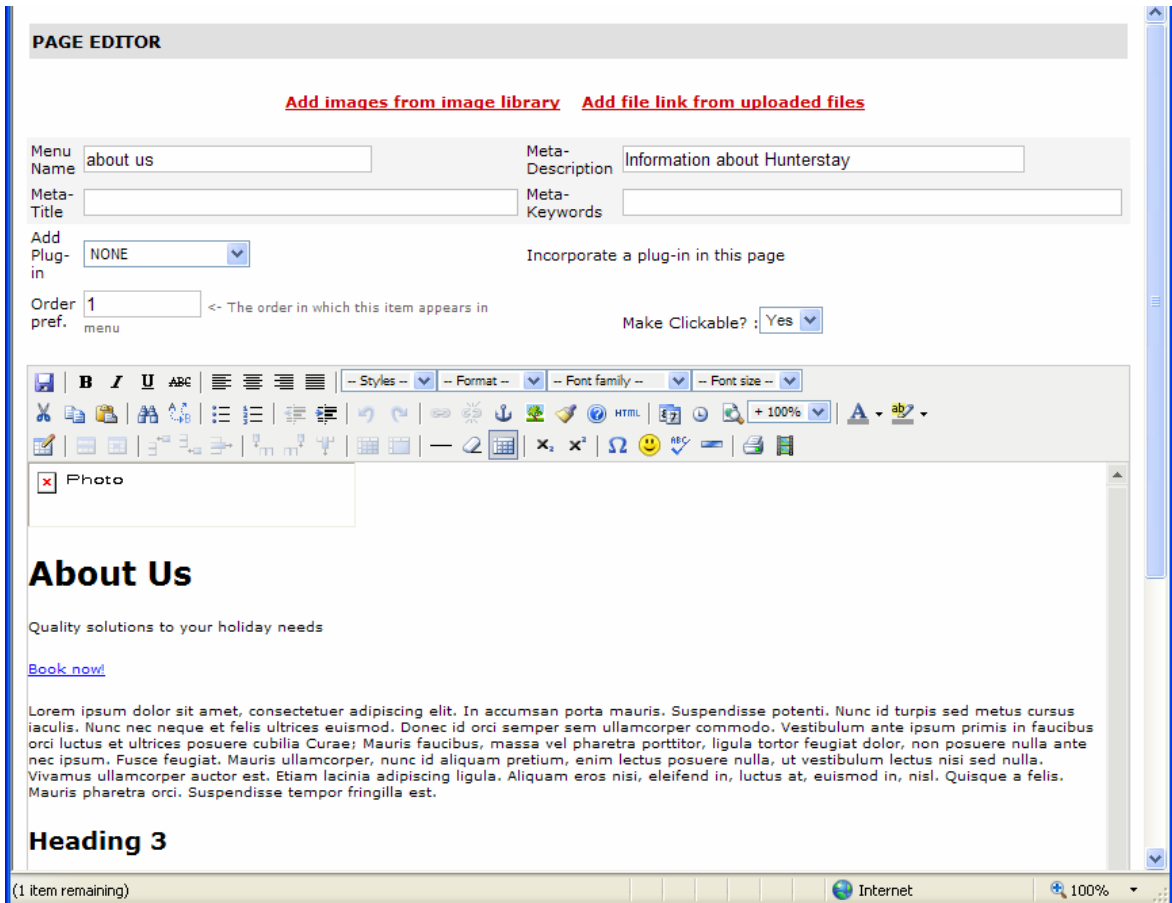 PAGE EDITOR
Add images from image library Add file link from uploaded files
Menu Name about us Meta-Description Information about Hunterstay
Meta-Title Meta-Keywords
Add Plug-in NONE Incorporate a plug-in in this page
Order pref. 1 <- The order in which this item appears in menu Make Clickable? : Yes
B I U ABC -- Styles -- -- Format -- -- Font family -- -- Font size --
HTML + 100% A ab
x₂ x² Ω ABC
Photo
About Us
Quality solutions to your holiday needs
Book now!
Lorem ipsum dolor sit amet, consectetuer adipiscing elit. In accumsan porta mauris. Suspendisse potenti. Nunc id turpis sed metus cursus
iaculis. Nunc nec neque et felis ultrices euismod. Donec id orci semper sem ullamcorper commodo. Vestibulum ante ipsum primis in faucibus
orci luctus et ultrices posuere cubilia Curae; Mauris faucibus, massa vel pharetra porttitor, ligula tortor feugiat dolor, non posuere nulla ante
nec ipsum. Fusce feugiat. Mauris ullamcorper, nunc id aliquam pretium, enim lectus posuere nulla, ut vestibulum lectus nisi sed nulla.
Vivamus ullamcorper auctor est. Etiam lacinia adipiscing ligula. Aliquam eros nisi, eleifend in, luctus at, euismod in, nisl. Quisque a felis.
Mauris pharetra orci. Suspendisse tempor fringilla est.
Heading 3
(1 item remaining) Internet 100%